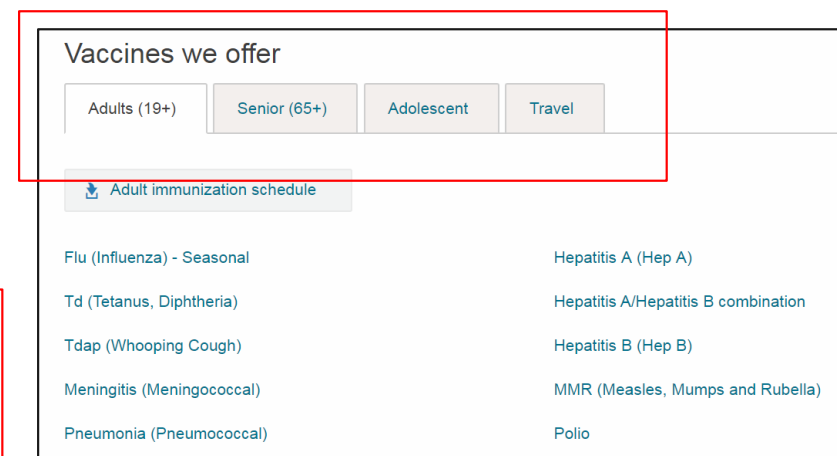 Vaccines we offer
Adults (19+) Senior (65+) Adolescent Travel
Adult immunization schedule
Flu (Influenza) - Seasonal Hepatitis A (Hep A)
Td (Tetanus, Diphtheria) Hepatitis A/Hepatitis B combination
Tdap (Whooping Cough) Hepatitis B (Hep B)
Meningitis (Meningococcal) MMR (Measles, Mumps and Rubella)
Pneumonia (Pneumococcal) Polio